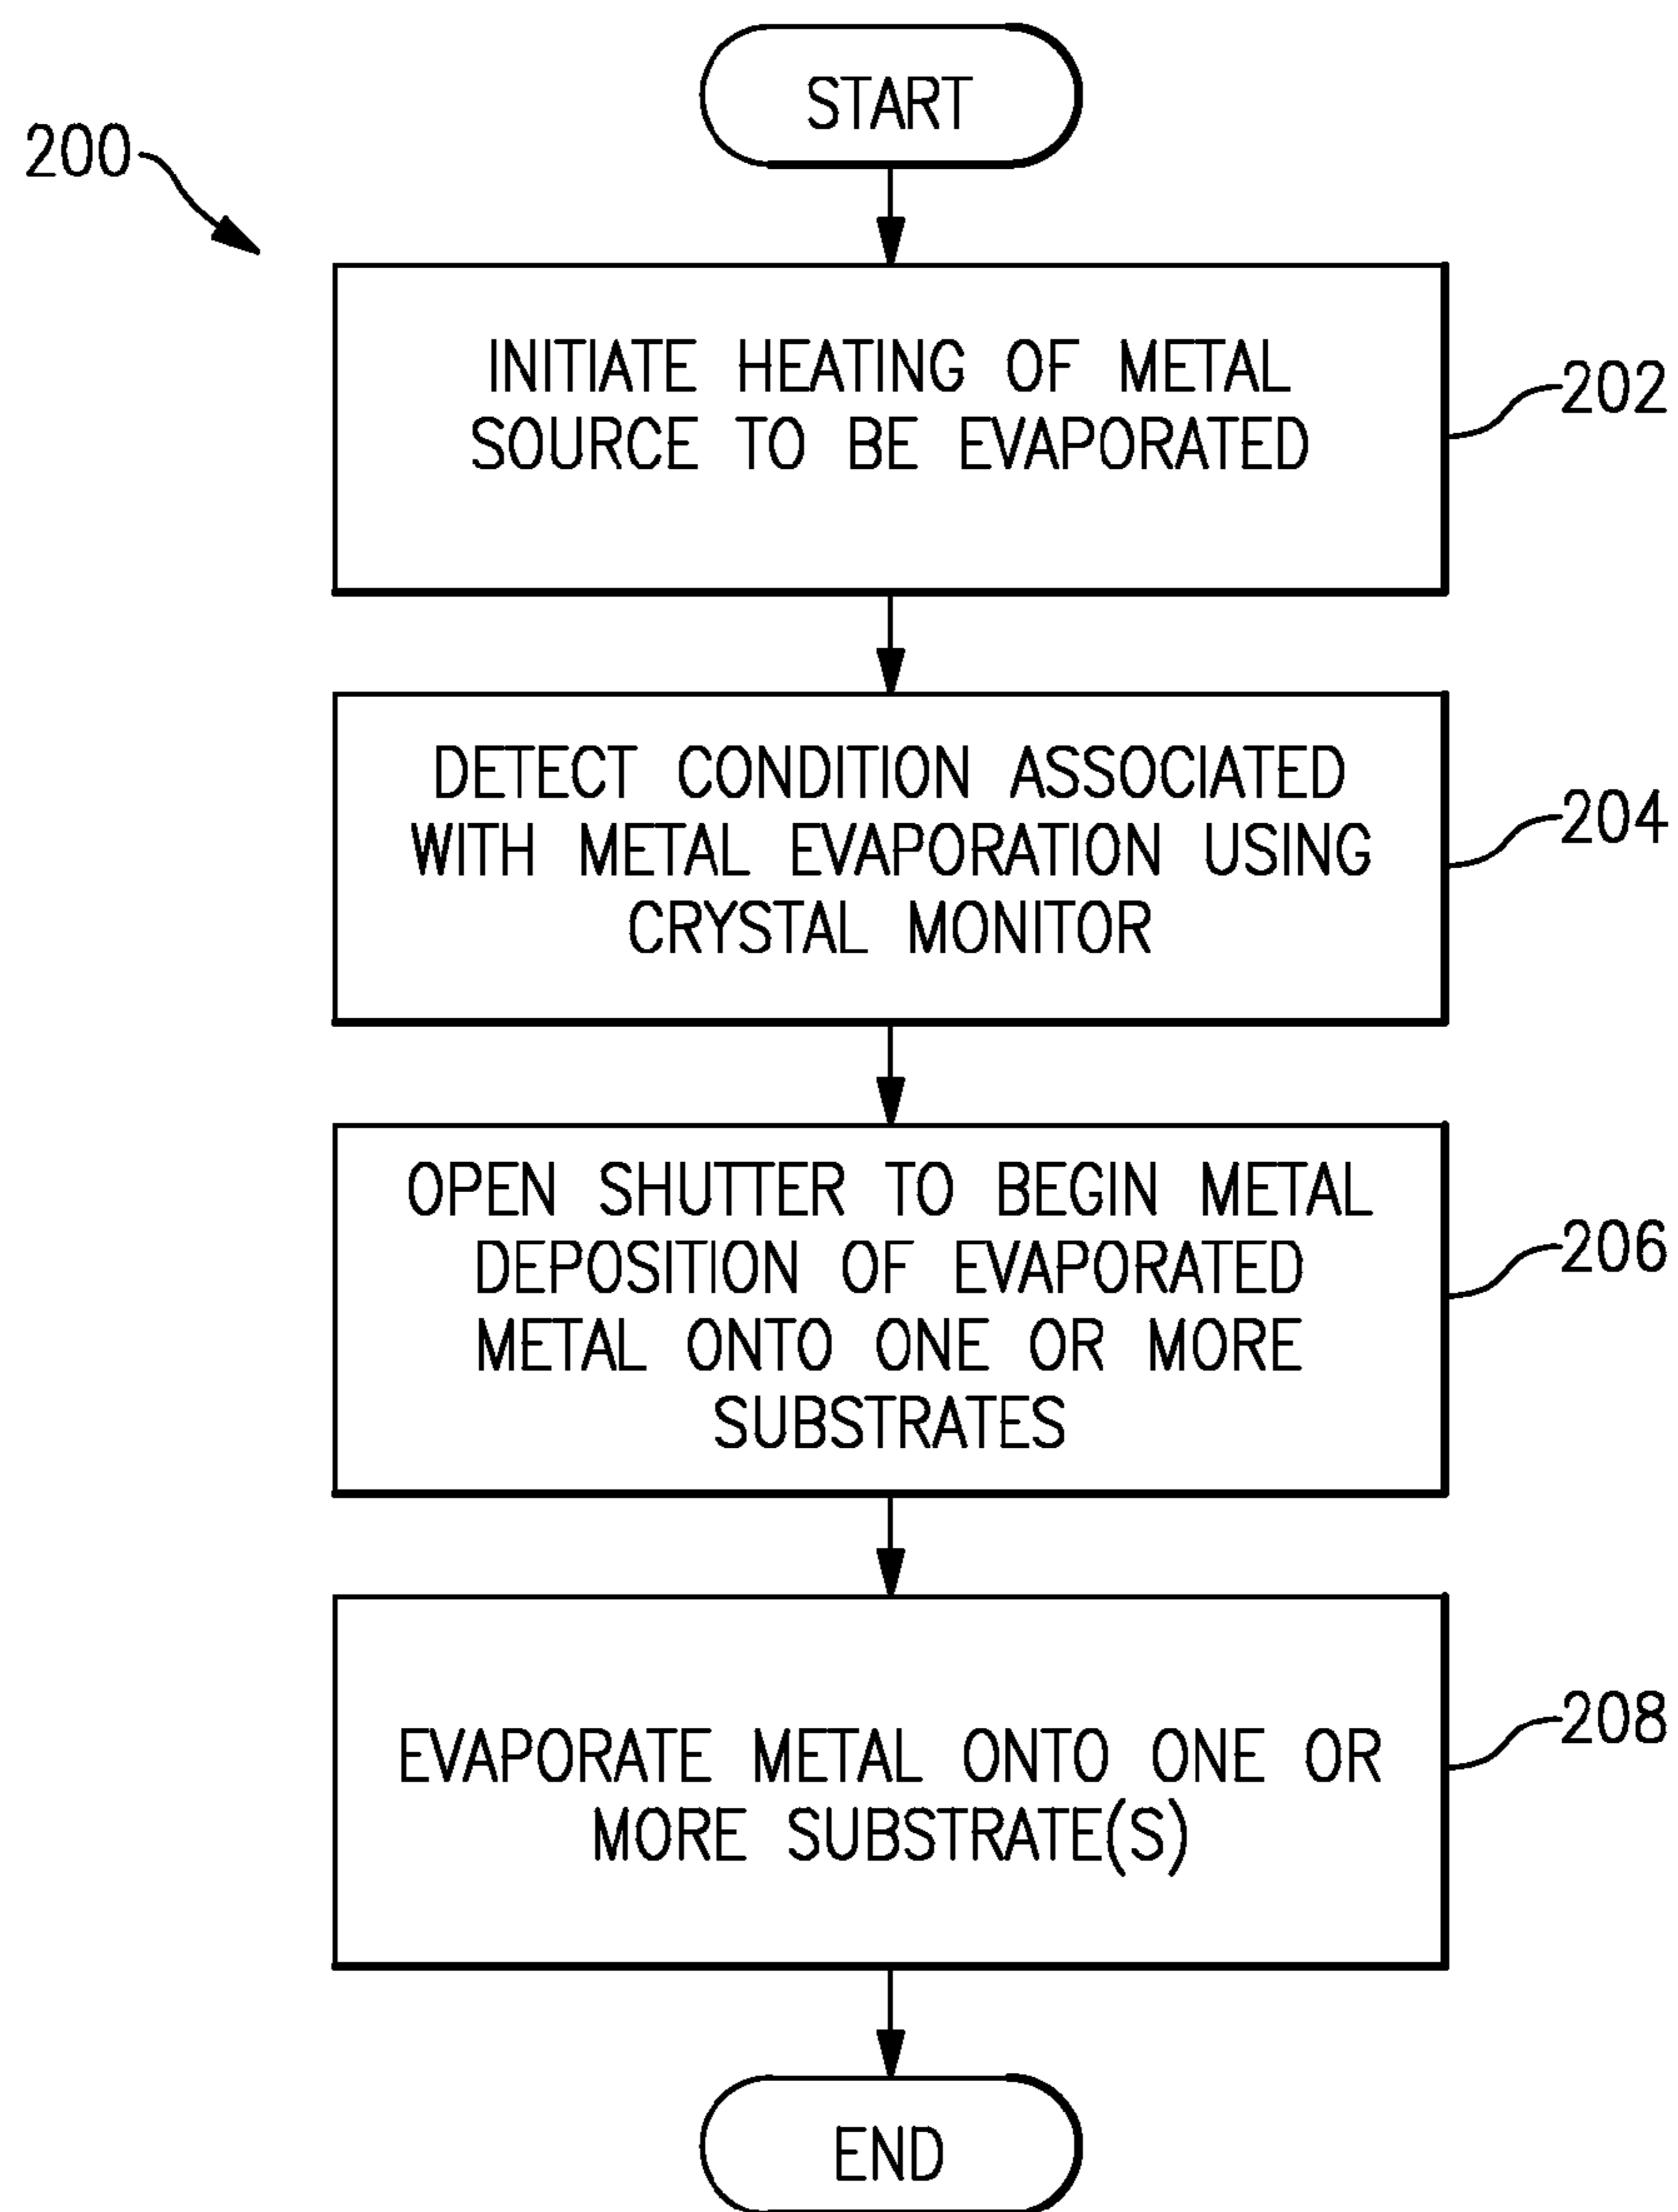 START
200
INITIATE HEATING OF METAL
SOURCE TO BE EVAPORATED
202
DETECT CONDITION ASSOCIATED
WITH METAL EVAPORATION USING
CRYSTAL MONITOR
204
OPEN SHUTTER TO BEGIN METAL
DEPOSITION OF EVAPORATED
METAL ONTO ONE OR MORE
SUBSTRATES
206
EVAPORATE METAL ONTO ONE OR
MORE SUBSTRATE(S)
208
END